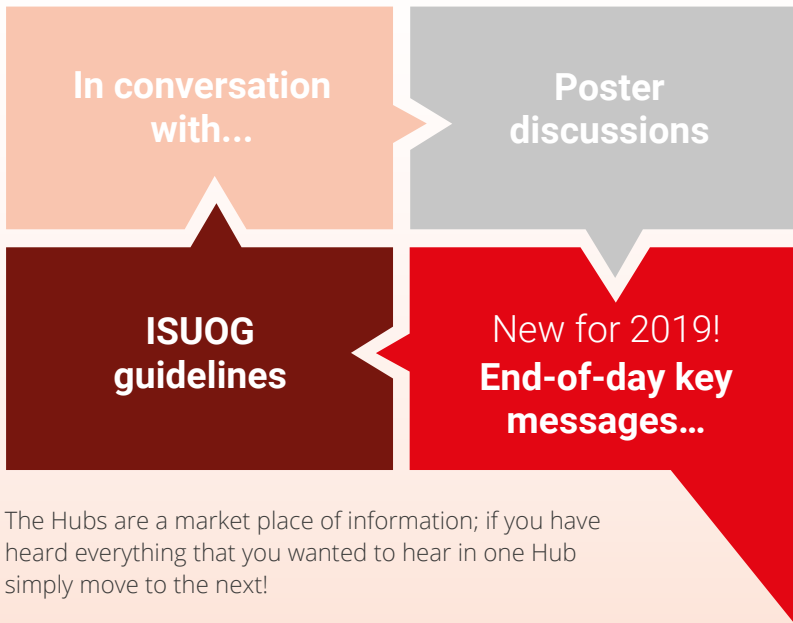 In conversation
with...
Poster
discussions
ISUOG
guidelines
New for 2019!
End-of-day key
messages…
The Hubs are a market place of information; if you have
heard everything that you wanted to hear in one Hub
simply move to the next!